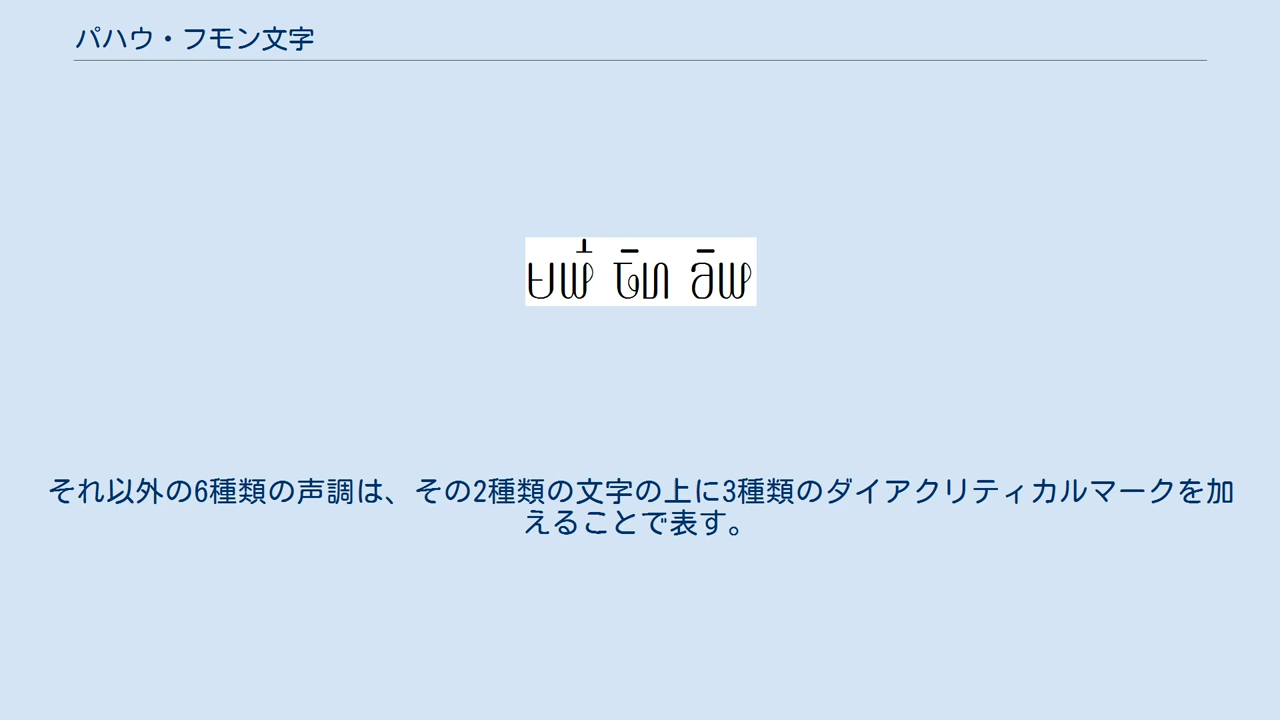 パハウ・フモン文字
それ以外の6種類の声調は、その2種類の文字の上に3種類のダイアクリティカルマークを加
えることで表す。